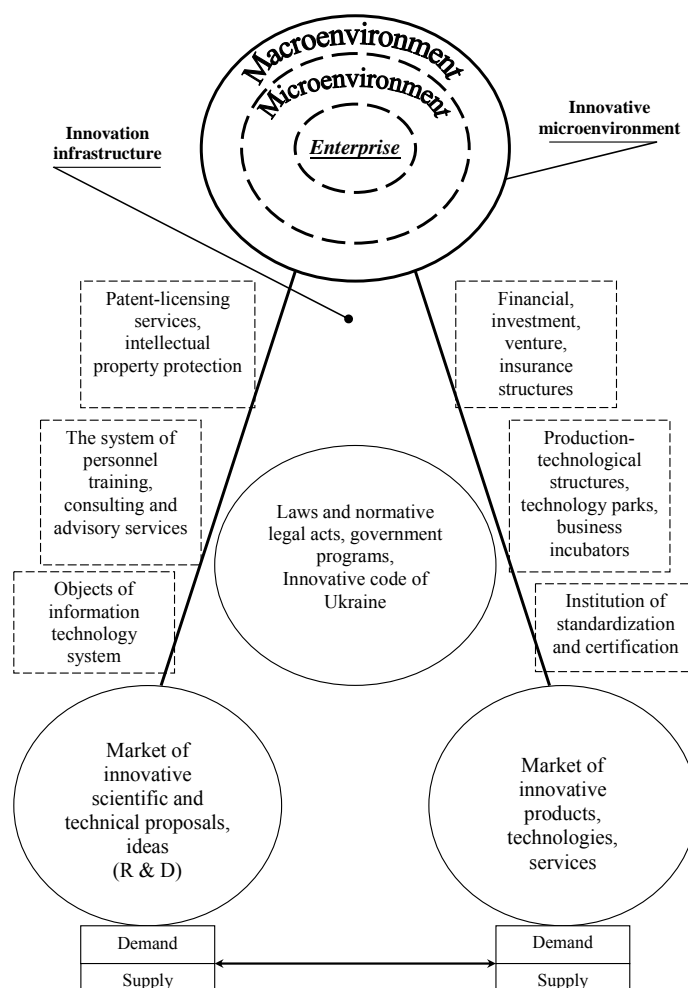 Macroenvironment
Microenvironment
Enterprise
Innovation
infrastructure
Innovative
microenvironment
Patent-licensing
services,
intellectual
property protection
Financial,
investment,
venture,
insurance
structures
The system of
personnel
training,
consulting and
advisory services
Production-
technological
structures,
technology parks,
business
incubators
Laws and normative
legal acts, government
programs,
Innovative code of
Ukraine
Objects of
information
technology
system
Institution of
standardization
and certification
Market of
innovative
scientific and
technical proposals,
ideas
(R & D)
Market of
innovative
products,
technologies,
services
Demand
Supply
Demand
Supply